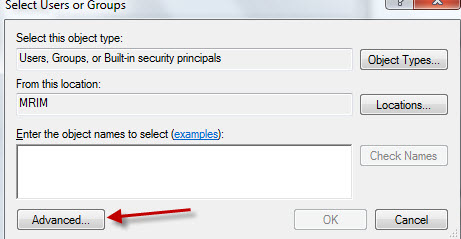 Select Users or Groups
Select this object type:
Users, Groups, or Built-in security principals
Object Types...
From this location:
MRIM
Locations...
Enter the object names to select (examples):
Check Names
Advanced...
OK
Cancel